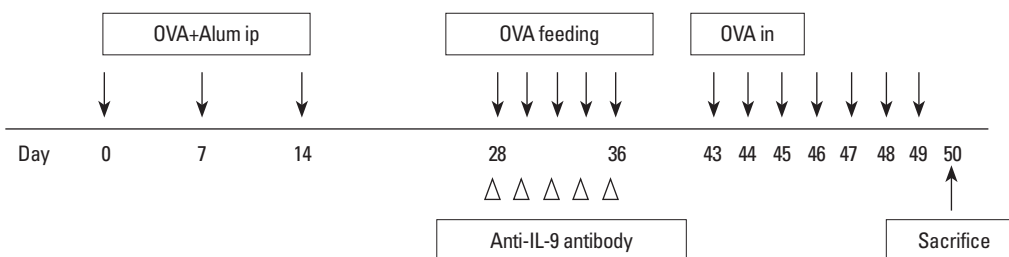 OVA+Alum ip OVA feeding OVA in
Day 0 7 14 28 36 43 44 45 46 47 48 49 50
Anti-IL-9 antibody Sacrifice